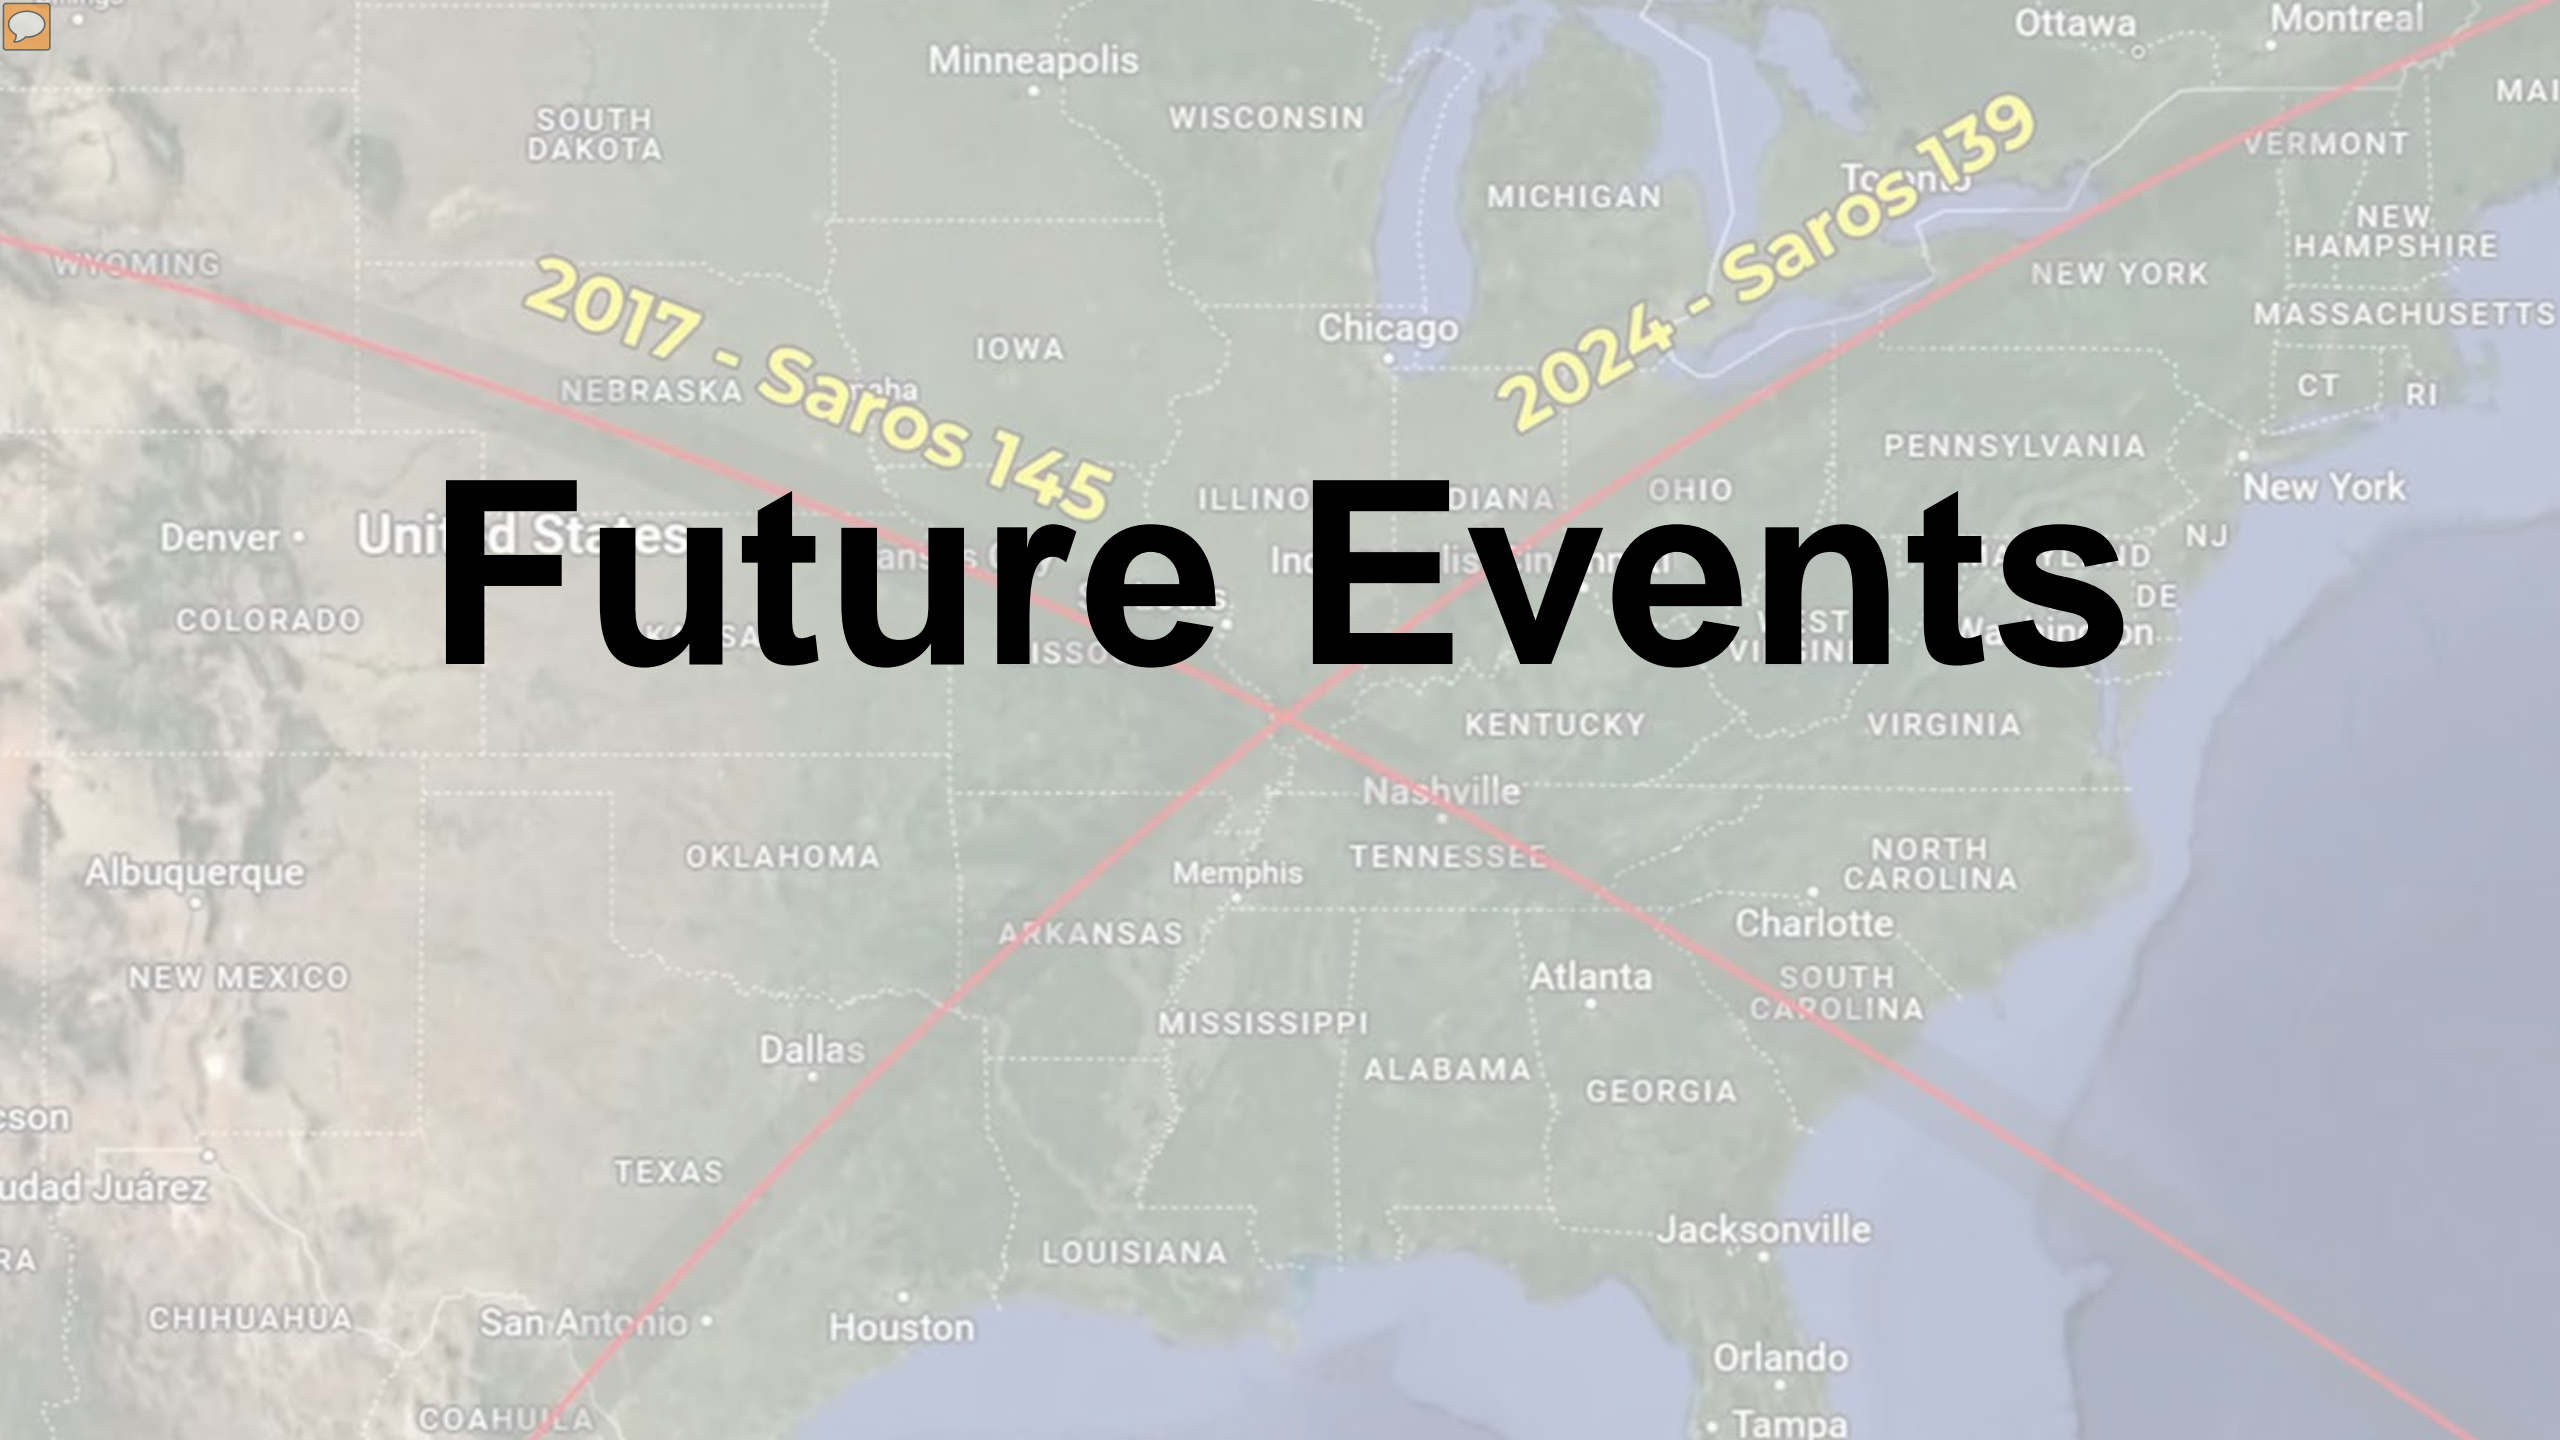 Ottawa
Montreal
Minneapolis
SOUTH
DAKOTA
WISCONSIN
MICHIGAN
VERMONT
NEW
HAMPSHIRE
WYOMING
2017 - Saros 145
2024 - Saros 139
NEW YORK
MASSACHUSETTS
Chicago
IOWA
NEBRASKA
CT
RI
PENNSYLVANIA
OHIO
New York
Denver
United States
Future Events
NJ
DE
COLORADO
KENTUCKY
VIRGINIA
Nashville
TENNESSEE
OKLAHOMA
NORTH
CAROLINA
Albuquerque
Memphis
Charlotte
ARKANSAS
NEW MEXICO
Atlanta
SOUTH
CAROLINA
MISSISSIPPI
Dallas
ALABAMA
GEORGIA
TEXAS
Juárez
Jacksonville
LOUISIANA
CHIHUAHUA
San Antonio
Houston
Orlando
COAHUILA
Tampa